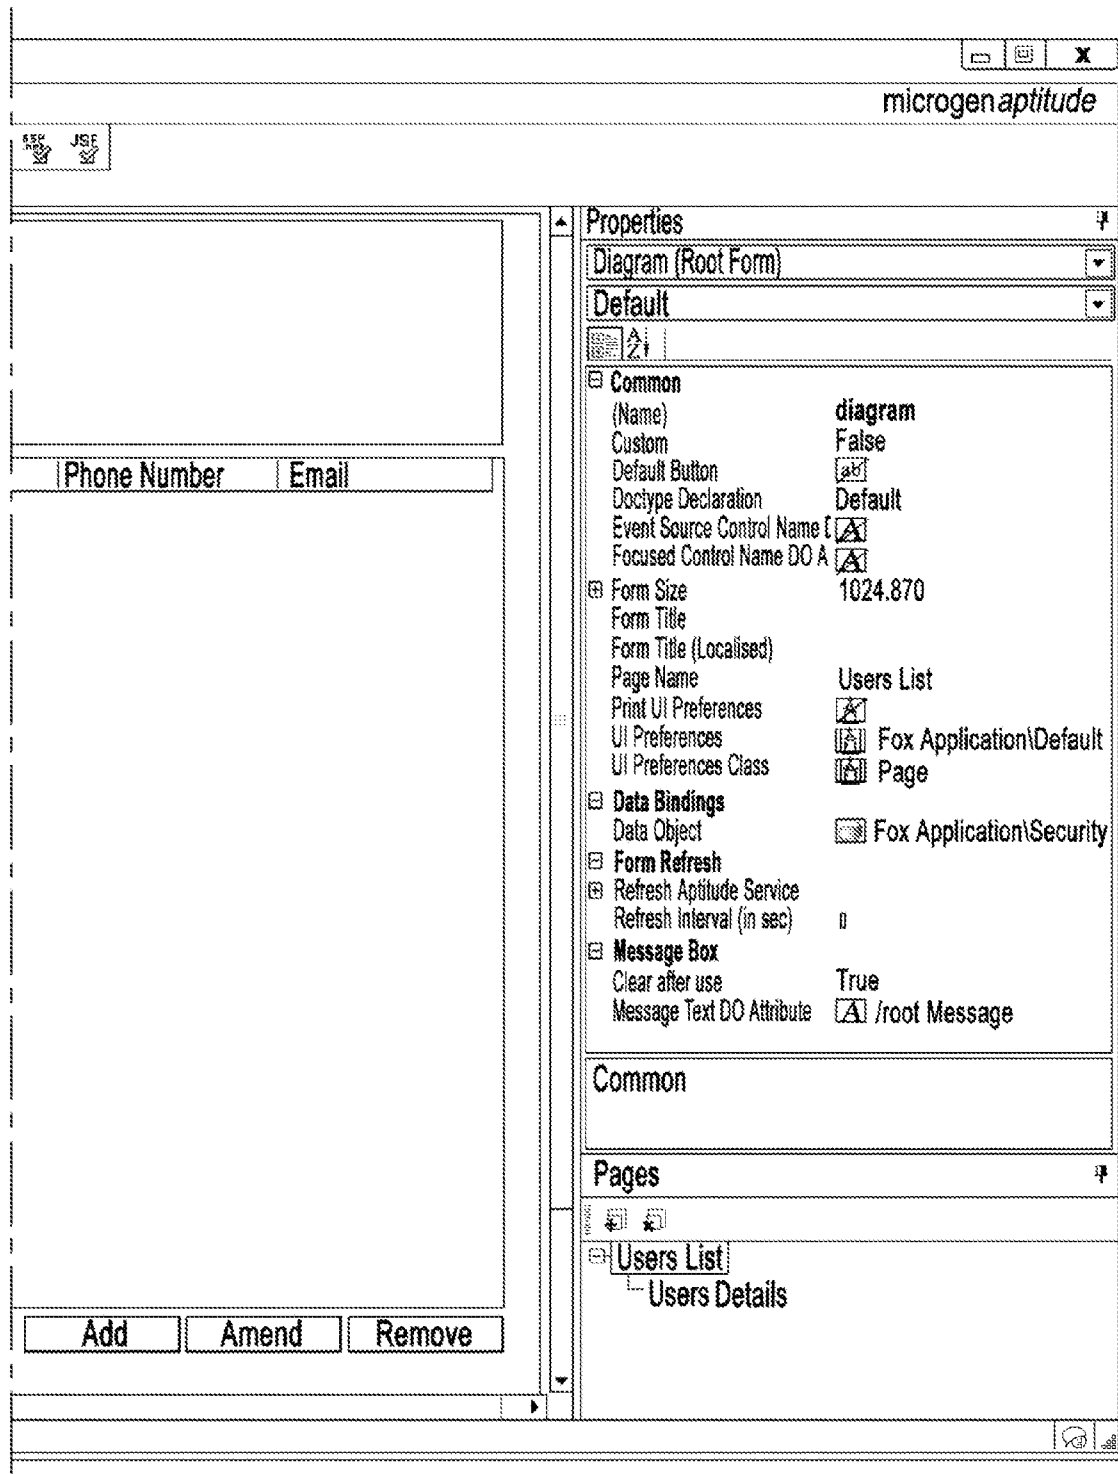 microgen aptitude
JSF
Properties
Diagram (Root Form)
Default
Common
(Name) diagram
Custom False
Default Button ab
Doctype Declaration Default
Event Source Control Name D A
Focused Control Name DO A A
Form Size 1024.870
Form Title
Form Title (Localised)
Page Name Users List
Print UI Preferences A
UI Preferences A Fox Application\Default
UI Preferences Class A Page
Data Bindings
Data Object Fox Application\Security
Form Refresh
Refresh Aptitude Service
Refresh Interval (in sec) 0
Message Box
Clear after use True
Message Text DO Attribute A /root Message
Common
Pages
Users List
Users Details
Phone Number Email
Add Amend Remove